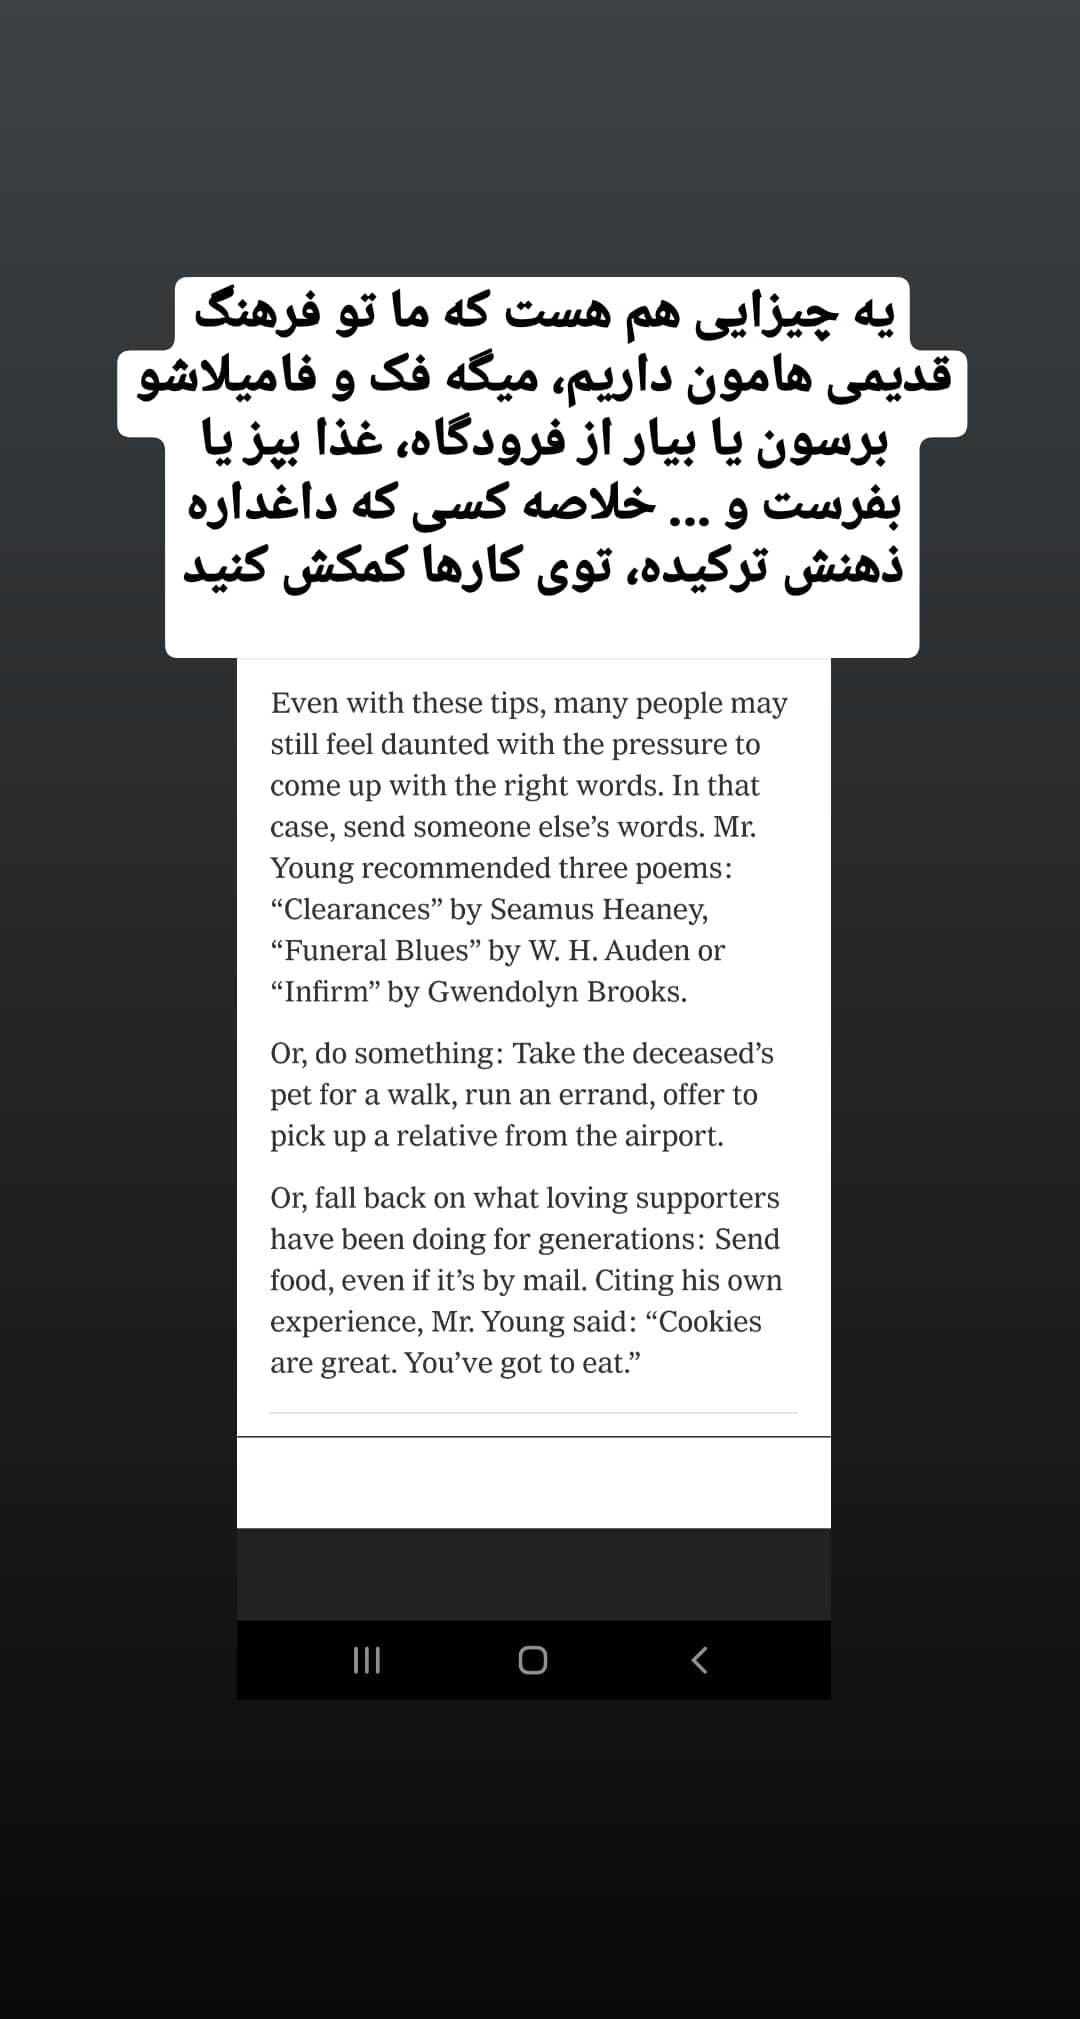 یه چیزایی هم هست که ما تو فرهنگ
قدیمی هامون داریم، میگه فک و فامیلاشو
برسون یا بیار از فرودگاه، غذا بپز یا
بفرست و ... خلاصه کسی که داغداره
ذهنش ترکیده، توی کارها کمکش کنید
Even with these tips, many people may
still feel daunted with the pressure to
come up with the right words. In that
case, send someone else’s words. Mr.
Young recommended three poems:
“Clearances” by Seamus Heaney,
“Funeral Blues” by W. H. Auden or
“Infirm” by Gwendolyn Brooks.
Or, do something: Take the deceased’s
pet for a walk, run an errand, offer to
pick up a relative from the airport.
Or, fall back on what loving supporters
have been doing for generations: Send
food, even if it’s by mail. Citing his own
experience, Mr. Young said: “Cookies
are great. You’ve got to eat.”